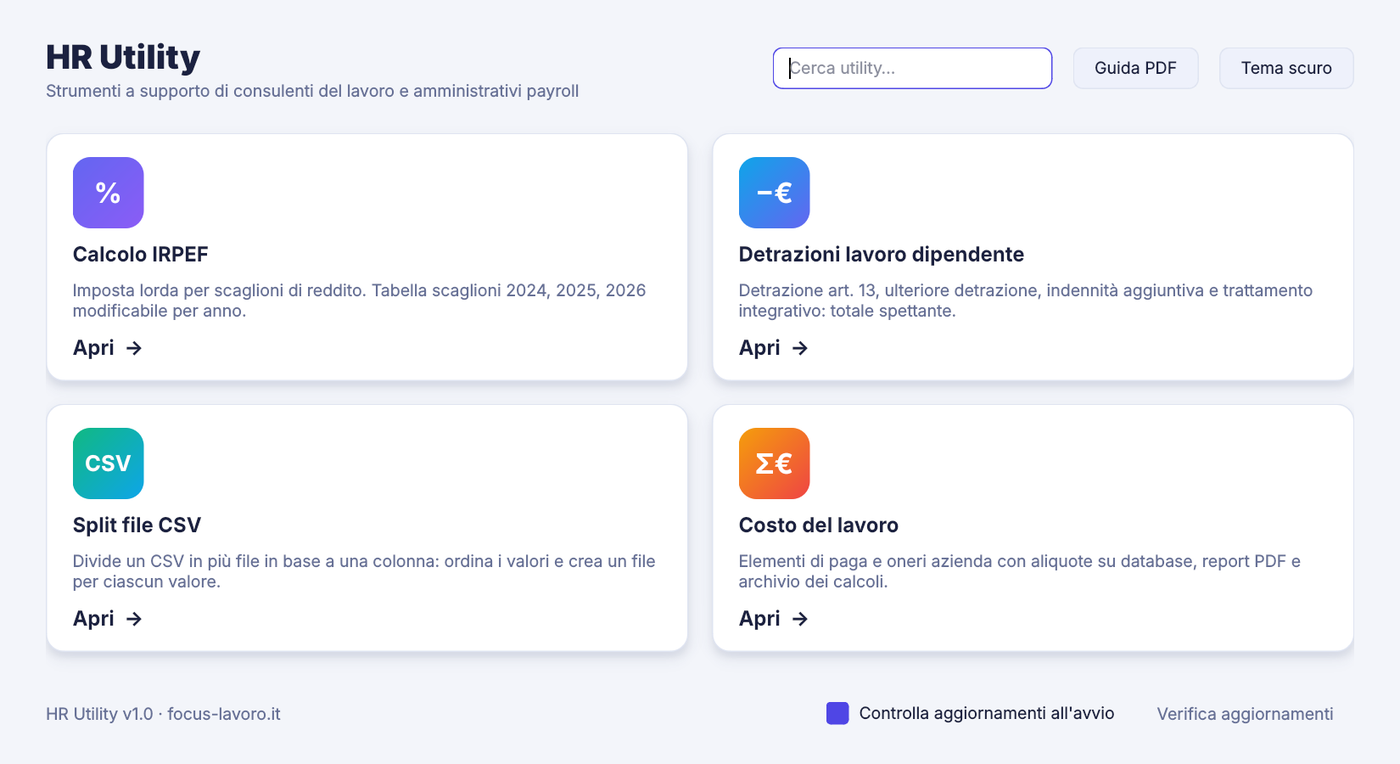 HR Utility
Strumenti a supporto di consulenti del lavoro e amministrativi payroll
Cerca utility...
Guida PDF
Tema scuro
%
Calcolo IRPEF
Imposta lorda per scaglioni di reddito. Tabella scaglioni 2024, 2025, 2026
modificabile per anno.
Apri →
−€
Detrazioni lavoro dipendente
Detrazione art. 13, ulteriore detrazione, indennità aggiuntiva e trattamento
integrativo: totale spettante.
Apri →
CSV
Split file CSV
Divide un CSV in più file in base a una colonna: ordina i valori e crea un file
per ciascun valore.
Apri →
Σ€
Costo del lavoro
Elementi di paga e oneri azienda con aliquote su database, report PDF e
archivio dei calcoli.
Apri →
HR Utility v1.0 · focus-lavoro.it
Controlla aggiornamenti all'avvio
Verifica aggiornamenti